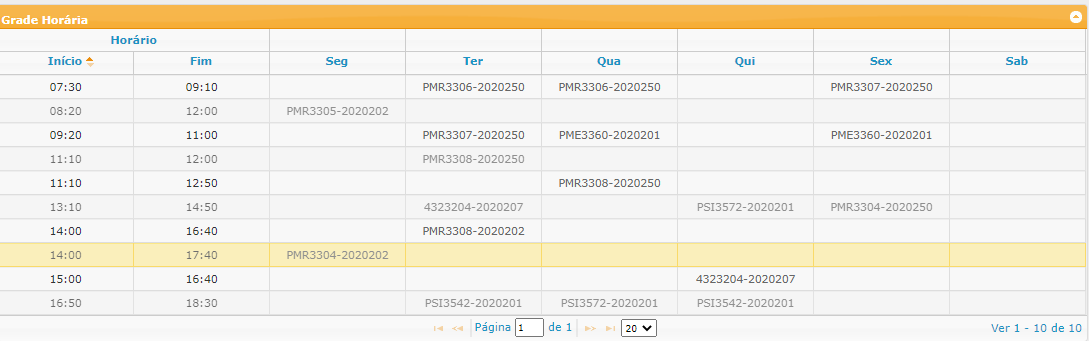 Grade Horária
Horário
Início Fim Seg Ter Qua Qui Sex Sab
07:30 09:10 PMR3306-2020250 PMR3306-2020250 PMR3307-2020250
08:20 12:00 PMR3305-2020202
09:20 11:00 PMR3307-2020250 PME3360-2020201 PME3360-2020201
11:10 12:00 PMR3308-2020250
11:10 12:50 PMR3308-2020250
13:10 14:50 4323204-2020207 PSI3572-2020201 PMR3304-2020250
14:00 16:40 PMR3308-2020202
14:00 17:40 PMR3304-2020202
15:00 16:40 4323204-2020207
16:50 18:30 PSI3542-2020201 PSI3572-2020201 PSI3542-2020201
Página 1 de 1 20 Ver 1 - 10 de 10